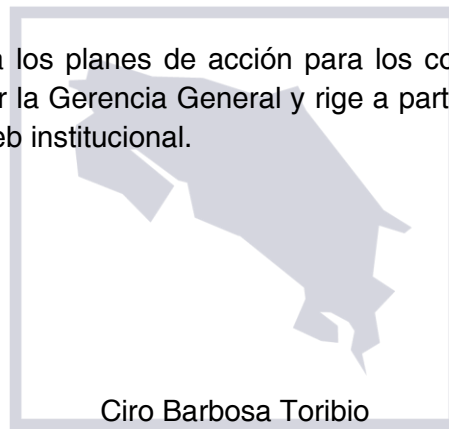 a los planes de acción para los co
r la Gerencia General y rige a part
eb institucional.
Ciro Barbosa Toribio